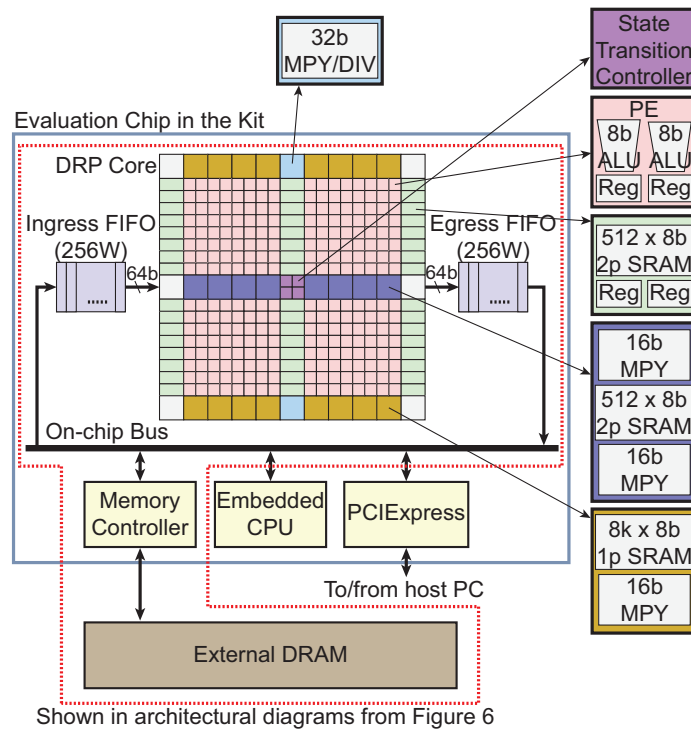 32b
MPY/DIV
State
Transition
Controller
Evaluation Chip in the Kit
PE
8b
ALU
8b
ALU
Reg
Reg
DRP Core
Ingress FIFO
(256W)
64b
.....
Egress FIFO
(256W)
64b
.....
512 x 8b
2p SRAM
Reg
Reg
16b
MPY
512 x 8b
2p SRAM
16b
MPY
On-chip Bus
Memory
Controller
Embedded
CPU
PCIExpress
8k x 8b
1p SRAM
16b
MPY
To/from host PC
External DRAM
Shown in architectural diagrams from Figure 6